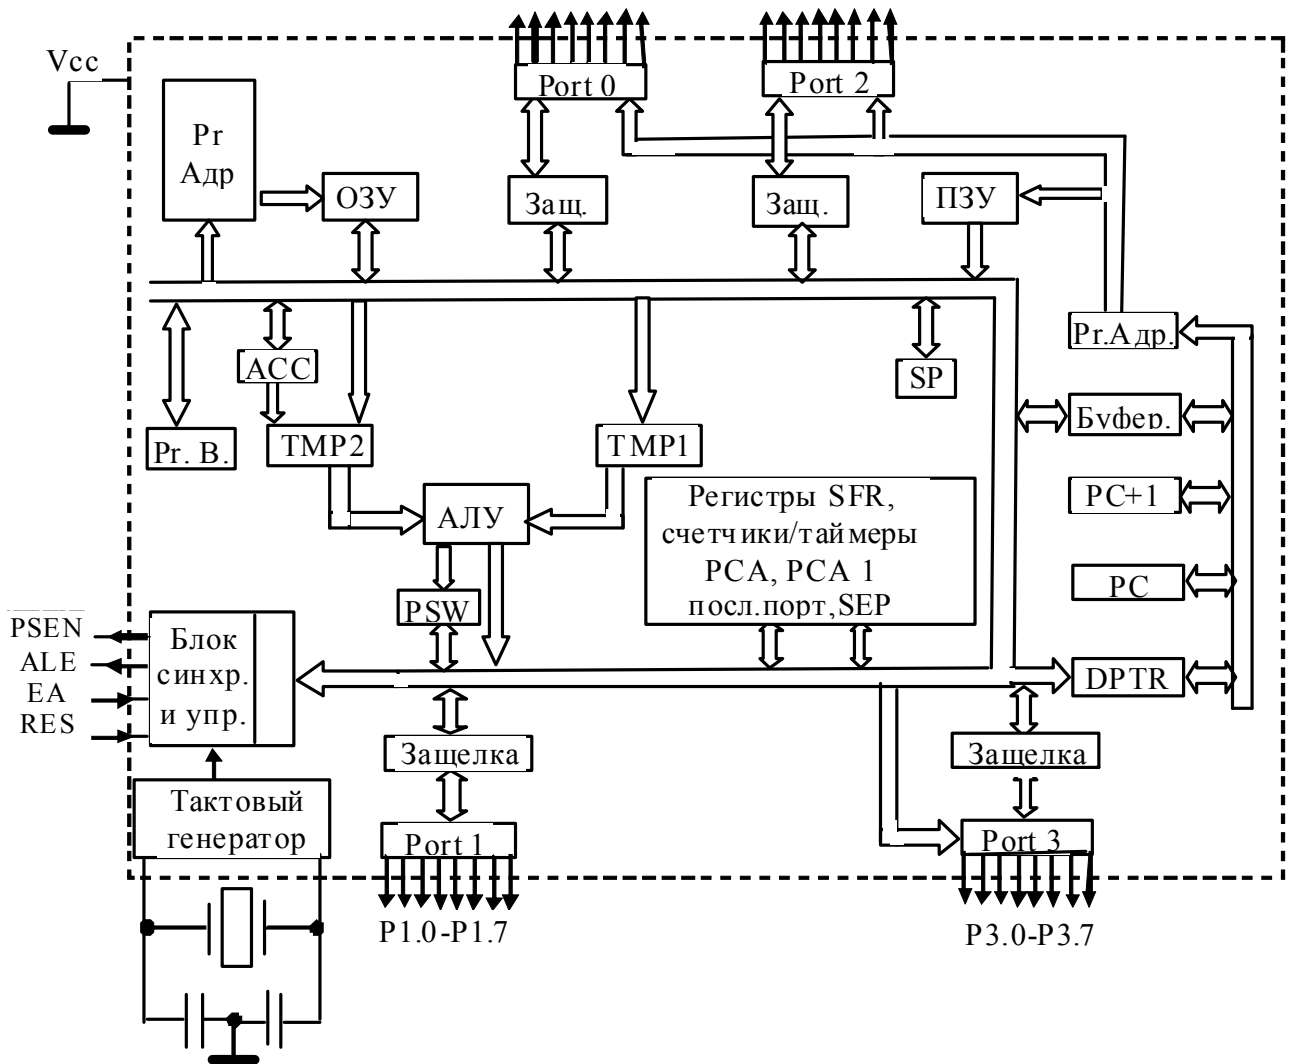 Vcc
Port 0
Port 2
Pr
Адр
ОЗУ
Защ.
Защ.
ПЗУ
Pr.Адр.
АСС
SP
Буфер.
Pr. В.
TMP2
TMP1
АЛУ
Регистры SFR,
счетчики/таймеры
PCA, PCA 1
посл.порт,SEP
PC+1
PC
PSW
PSEN
ALE
EA
RES
Блок
синхр.
и упр.
DPTR
Защелка
Защелка
Тактовый
генератор
Port 1
Port 3
P1.0-P1.7
P3.0-P3.7